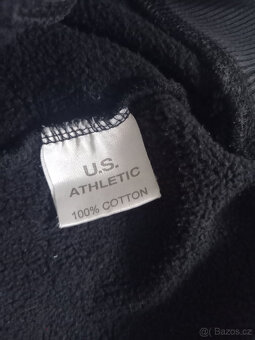 U.S.
ATHLETIC
100% COTTON
© Bazos.cz